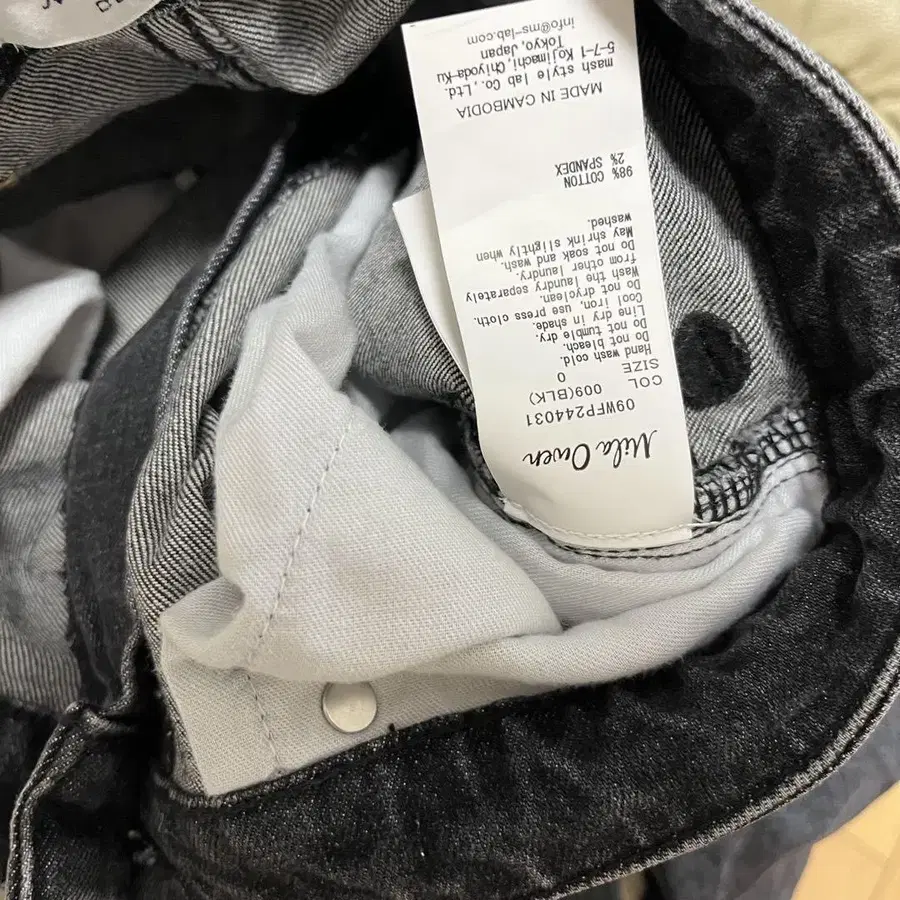 Mila Owen
09WFP244031
COL 009(BLK)
SIZE 0
Hand wash cold.
Do not bleach.
Do not tumble dry.
Line dry in shade.
Cool iron, use press cloth.
Do not dryclean.
Wash the laundry separately
from other laundry.
Do not soak and wash.
May shrink slightly when
washed.
98% COTTON
2% SPANDEX
MADE IN CAMBODIA
mash style lab Co., Ltd.
5-7-1 Kojimachi, Chiyoda-Ku
Tokyo, Japan
info@ms-lab.com